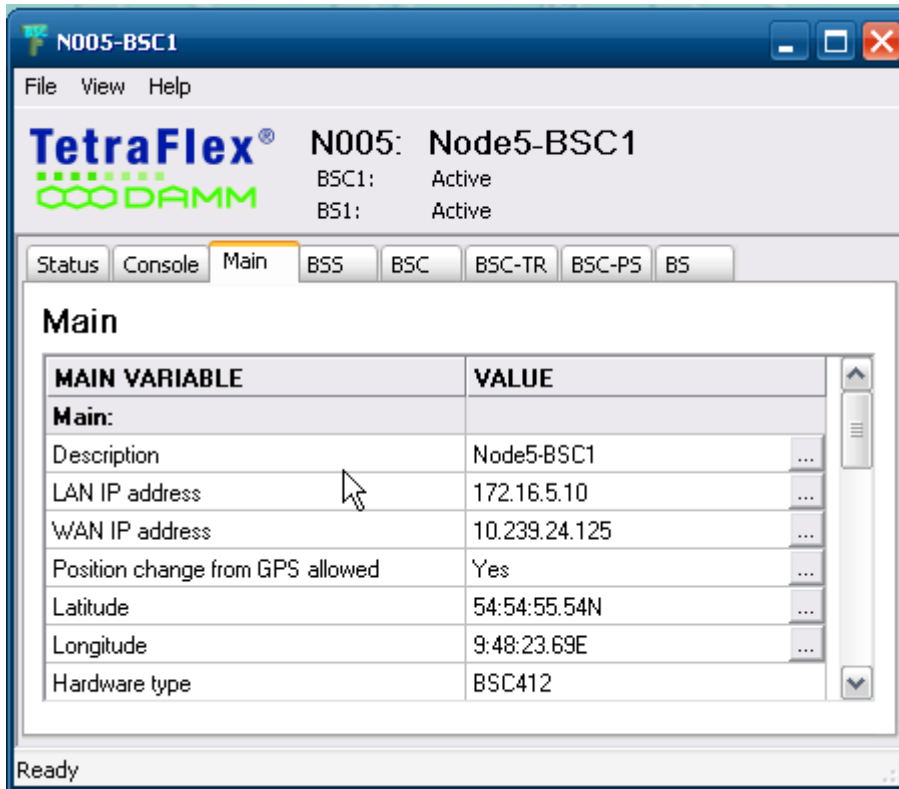 N005-BSC1
File View Help
TetraFlex®
DAMM
N005: Node5-BSC1
BSC1: Active
BS1: Active
Status Console Main BSS BSC BSC-TR BSC-PS BS
Main
MAIN VARIABLE VALUE
Main:
Description Node5-BSC1 ...
LAN IP address 172.16.5.10 ...
WAN IP address 10.239.24.125 ...
Position change from GPS allowed Yes ...
Latitude 54:54:55.54N ...
Longitude 9:48:23.69E ...
Hardware type BSC412
Ready